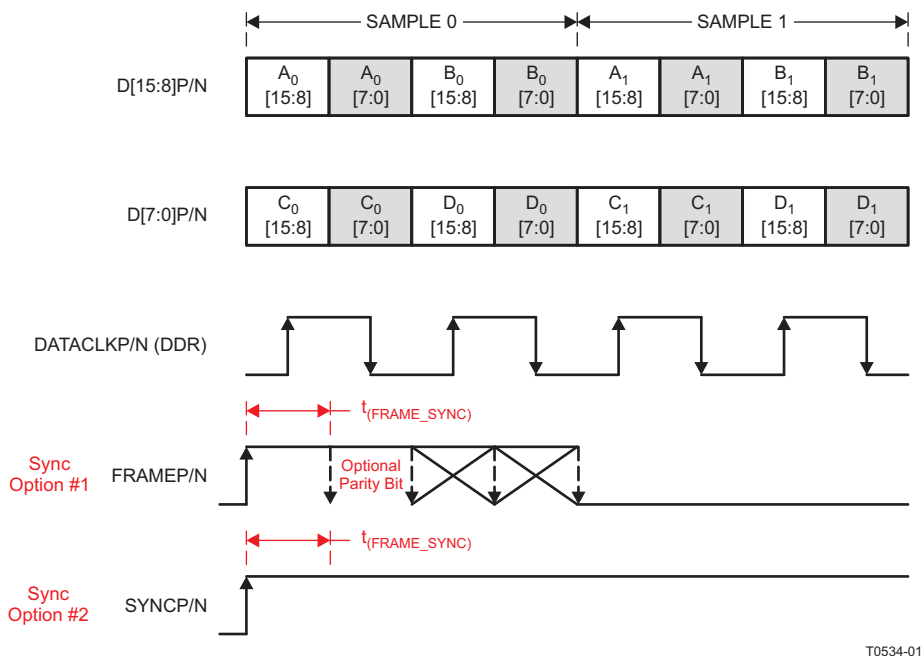 SAMPLE 0 SAMPLE 1
D[15:8]P/N
A0 A0 B0 B0 A1 A1 B1 B1
[15:8] [7:0] [15:8] [7:0] [15:8] [7:0] [15:8] [7:0]
D[7:0]P/N
C0 C0 D0 D0 C1 C1 D1 D1
[15:8] [7:0] [15:8] [7:0] [15:8] [7:0] [15:8] [7:0]
DATACLKP/N (DDR)
t(FRAME_SYNC)
Sync
Option #1
FRAMEP/N
Optional
Parity Bit
t(FRAME_SYNC)
Sync
Option #2
SYNCP/N
T0534-01